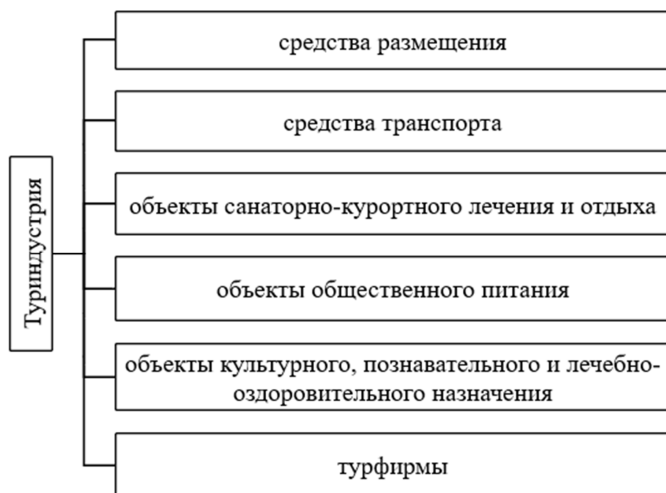 Туриндустрия
средства размещения
средства транспорта
объекты санаторно-курортного лечения и отдыха
объекты общественного питания
объекты культурного, познавательного и лечебно-
оздоровительного назначения
турфирмы